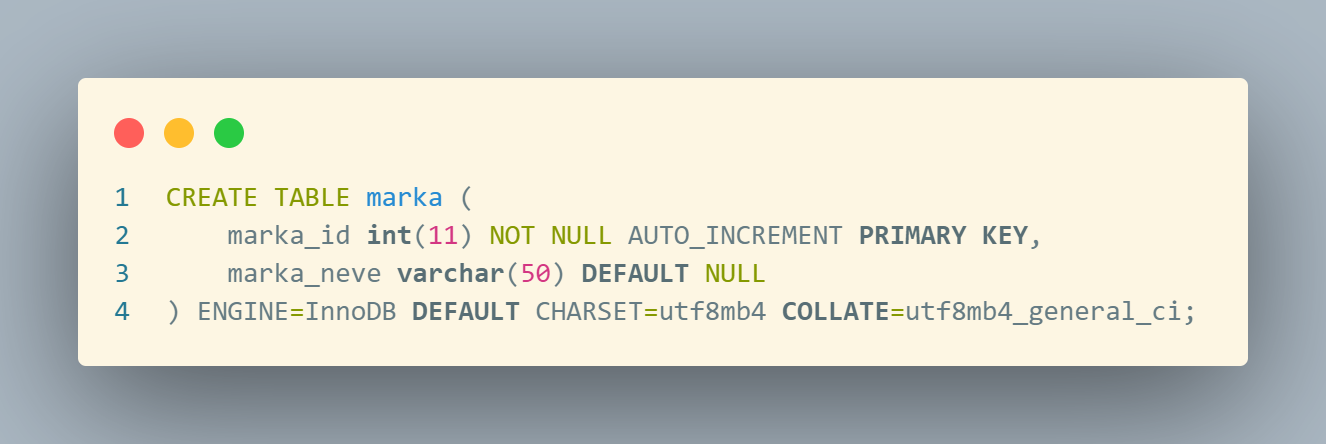 1 CREATE TABLE marka (
2 marka_id int(11) NOT NULL AUTO_INCREMENT PRIMARY KEY,
3 marka_neve varchar(50) DEFAULT NULL
4 ) ENGINE=InnoDB DEFAULT CHARSET=utf8mb4 COLLATE=utf8mb4_general_ci;